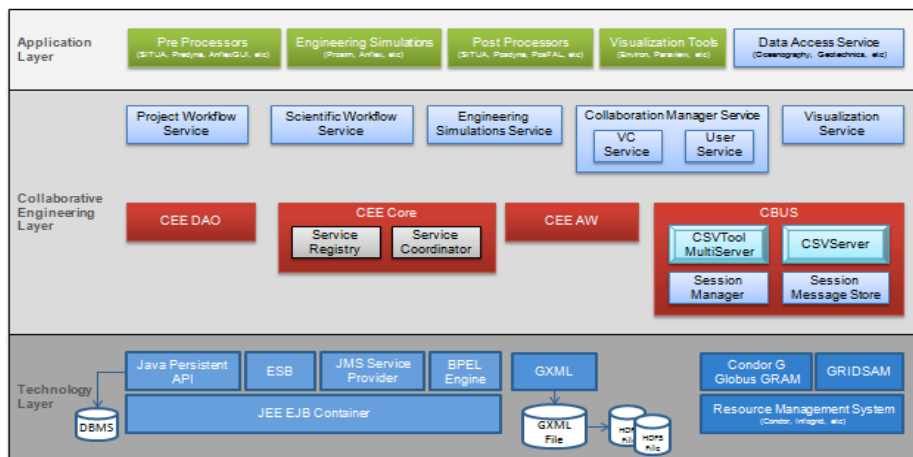 Application
Layer
Pre Processors
(SITUA, Predyna, AnflexGUI, etc)
Engineering Simulations
(Prosim, Anflex, etc)
Post Processors
(SITUA, Posdyna, PosFAL, etc)
Visualization Tools
(Environ, Paraview, etc)
Data Access Service
(Oceanography, Geotechnics, etc)
Collaborative
Engineering
Layer
Project Workflow
Service
Scientific Workflow
Service
Engineering
Simulations Service
Collaboration Manager Service
VC
Service
User
Service
Visualization
Service
CEE DAO
CEE Core
Service
Registry
Service
Coordinator
CEE AW
CBUS
CSVTool
MultiServer
CSVServer
Session
Manager
Session
Message Store
Technology
Layer
Java Persistent
API
ESB
JMS Service
Provider
BPEL
Engine
GXML
Condor G
Globus GRAM
GRIDSAM
DBMS
JEE EJB Container
GXML
File
File
HDFS
File
Resource Management System
(Condor, Infogrid, etc)